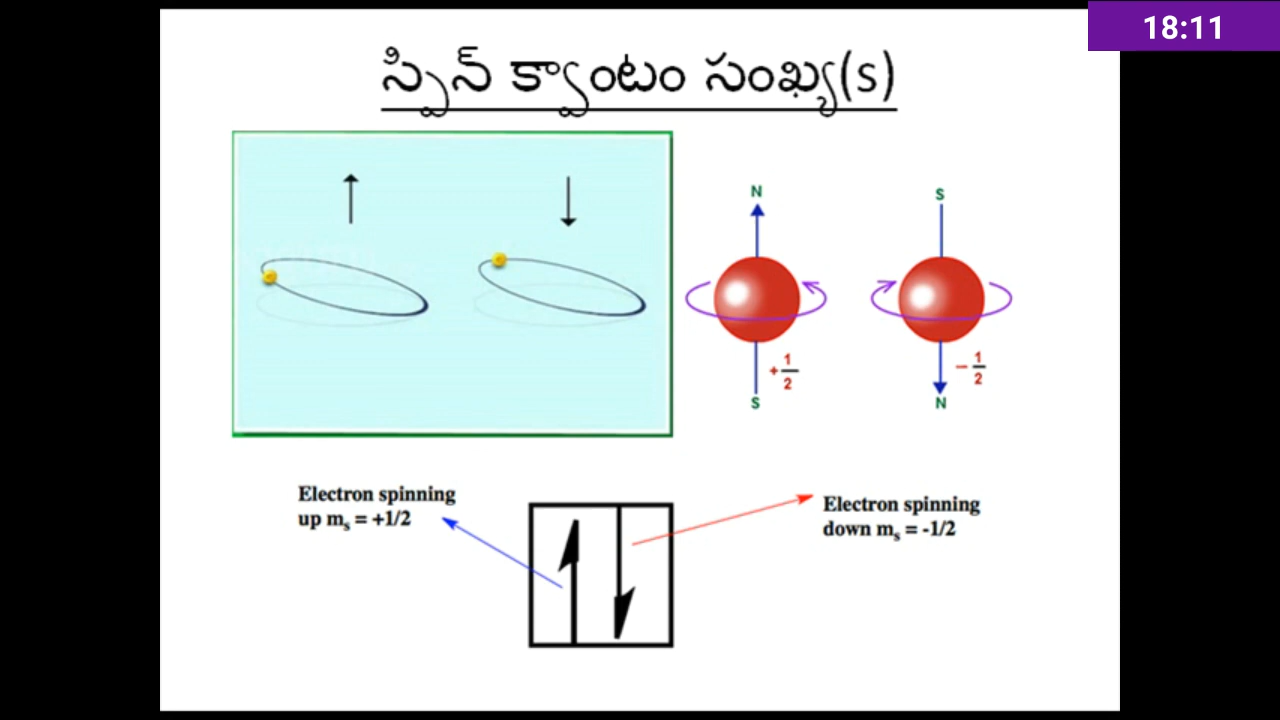 18:11
స్పిన్ క్వాంటం సంఖ్య(s)
N
S
+1/2
-1/2
S
N
Electron spinning
up mₛ = +1/2
Electron spinning
down mₛ = -1/2